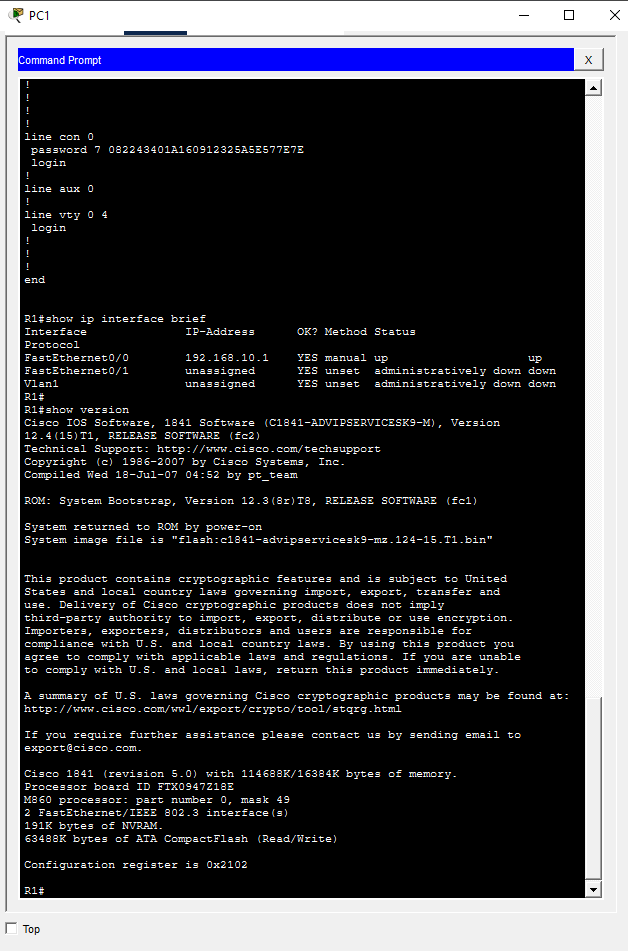 PC1
Command Prompt
X
!
!
!
!
line con 0
 password 7 082243401A160912325A5E577E7E
 login
!
line aux 0
!
line vty 0 4
 login
!
!
!
end
R1#show ip interface brief
Interface              IP-Address      OK? Method Status
Protocol
FastEthernet0/0        192.168.10.1    YES manual up                    up
FastEthernet0/1        unassigned      YES unset  administratively down down
Vlan1                  unassigned      YES unset  administratively down down
R1#
R1#show version
Cisco IOS Software, 1841 Software (C1841-ADVIPSERVICESK9-M), Version
12.4(15)T1, RELEASE SOFTWARE (fc2)
Technical Support: http://www.cisco.com/techsupport
Copyright (c) 1986-2007 by Cisco Systems, Inc.
Compiled Wed 18-Jul-07 04:52 by pt_team
ROM: System Bootstrap, Version 12.3(8r)T8, RELEASE SOFTWARE (fc1)
System returned to ROM by power-on
System image file is "flash:c1841-advipservicesk9-mz.124-15.T1.bin"
This product contains cryptographic features and is subject to United
States and local country laws governing import, export, transfer and
use. Delivery of Cisco cryptographic products does not imply
third-party authority to import, export, distribute or use encryption.
Importers, exporters, distributors and users are responsible for
compliance with U.S. and local country laws. By using this product you
agree to comply with applicable laws and regulations. If you are unable
to comply with U.S. and local laws, return this product immediately.
A summary of U.S. laws governing Cisco cryptographic products may be found at:
http://www.cisco.com/wwl/export/crypto/tool/stqrg.html
If you require further assistance please contact us by sending email to
export@cisco.com.
Cisco 1841 (revision 5.0) with 114688K/16384K bytes of memory.
Processor board ID FTX0947Z18E
M860 processor: part number 0, mask 49
2 FastEthernet/IEEE 802.3 interface(s)
191K bytes of NVRAM.
63488K bytes of ATA CompactFlash (Read/Write)
Configuration register is 0x2102
R1#
Top